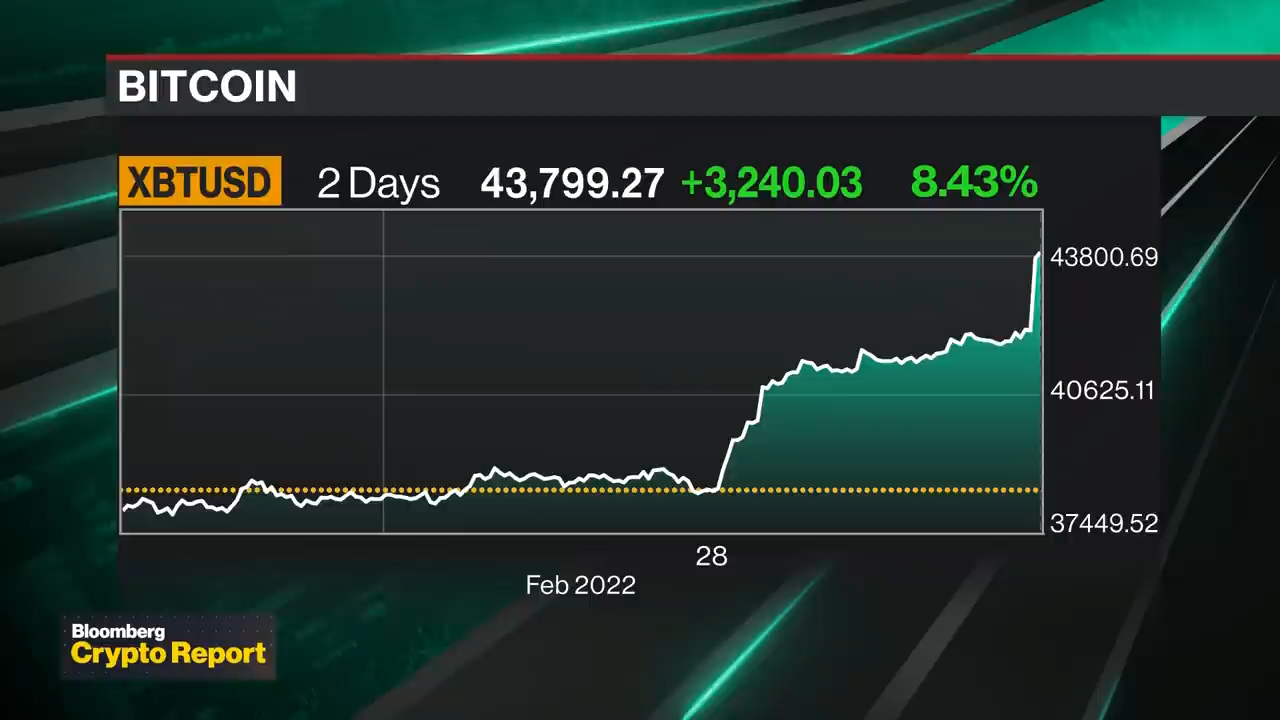 BITCOIN
XBTUSD 2 Days 43,799.27 +3,240.03 8.43%
43800.69
40625.11
37449.52
28
Feb 2022
Bloomberg
Crypto Report